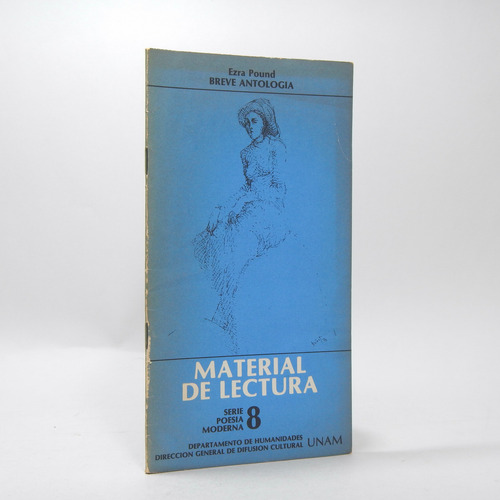 Ezra Pound
BREVE ANTOLOGIA
MATERIAL
DE LECTURA
SERIE
POESIA 8
MODERNA
DEPARTAMENTO DE HUMANIDADES
DIRECCION GENERAL DE DIFUSION CULTURAL UNAM